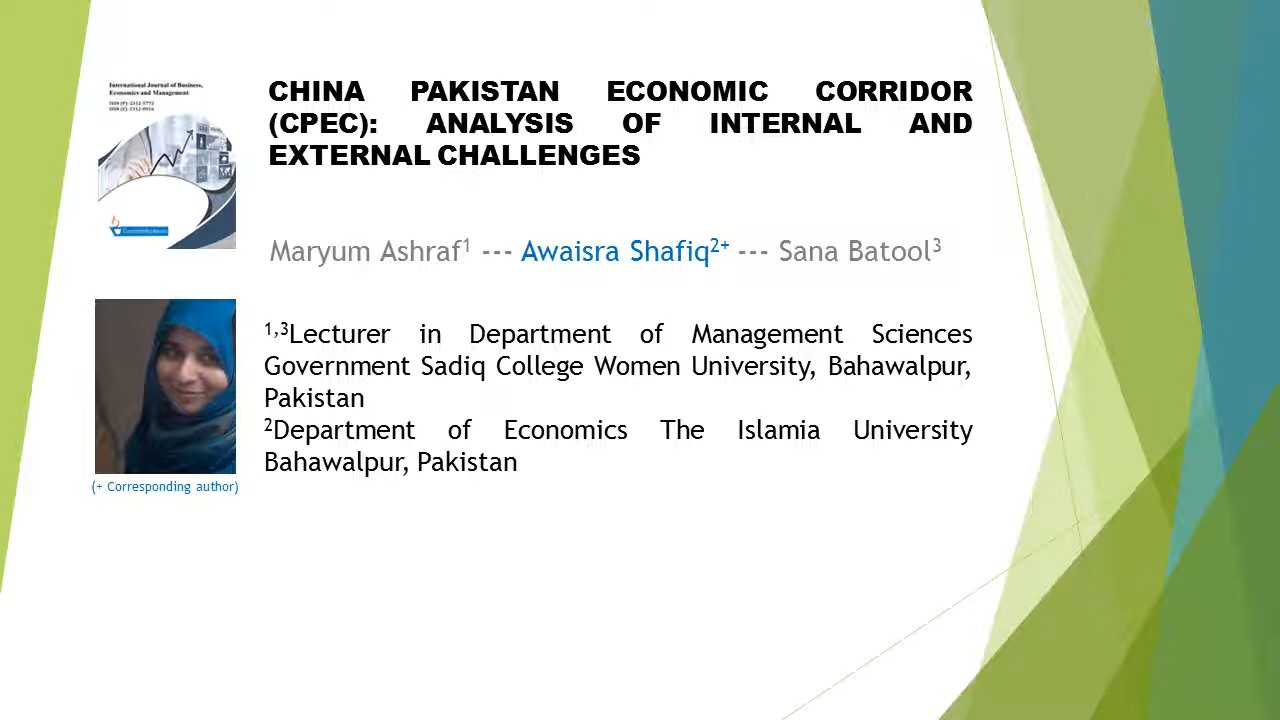 International Journal of Business,
Economics and Management
CHINA PAKISTAN ECONOMIC CORRIDOR
(CPEC): ANALYSIS OF INTERNAL AND
EXTERNAL CHALLENGES
Maryum Ashraf1 --- Awaisra Shafiq2+ --- Sana Batool3
1,3Lecturer in Department of Management Sciences
Government Sadiq College Women University, Bahawalpur,
Pakistan
2Department of Economics The Islamia University
Bahawalpur, Pakistan
(+ Corresponding author)